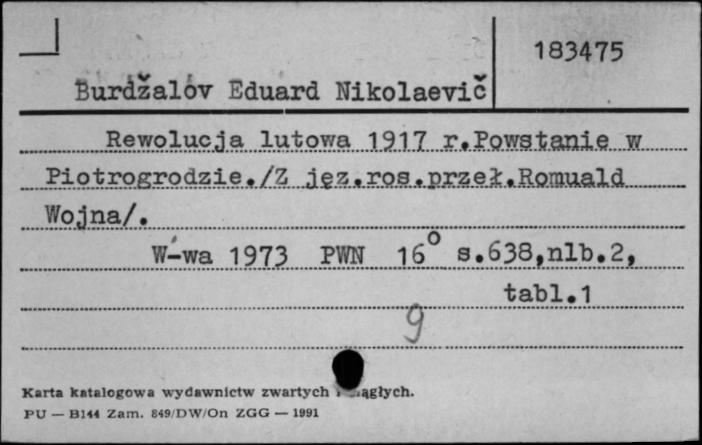 183475
Burdžalov Eduard Nikolaevič
Rewolucja lutowa 1917 r.Powstanie w
Piotrogrodzie./Z jęz.ros.przeł.Romuald
Wojna/.
W-wa 1973 PWN 16° s.638,nlb.2,
tabl.1
9
Karta katalogowa wydawnictw zwartych
PU — B144 Zam. 849/DW/On ZGG — 1991